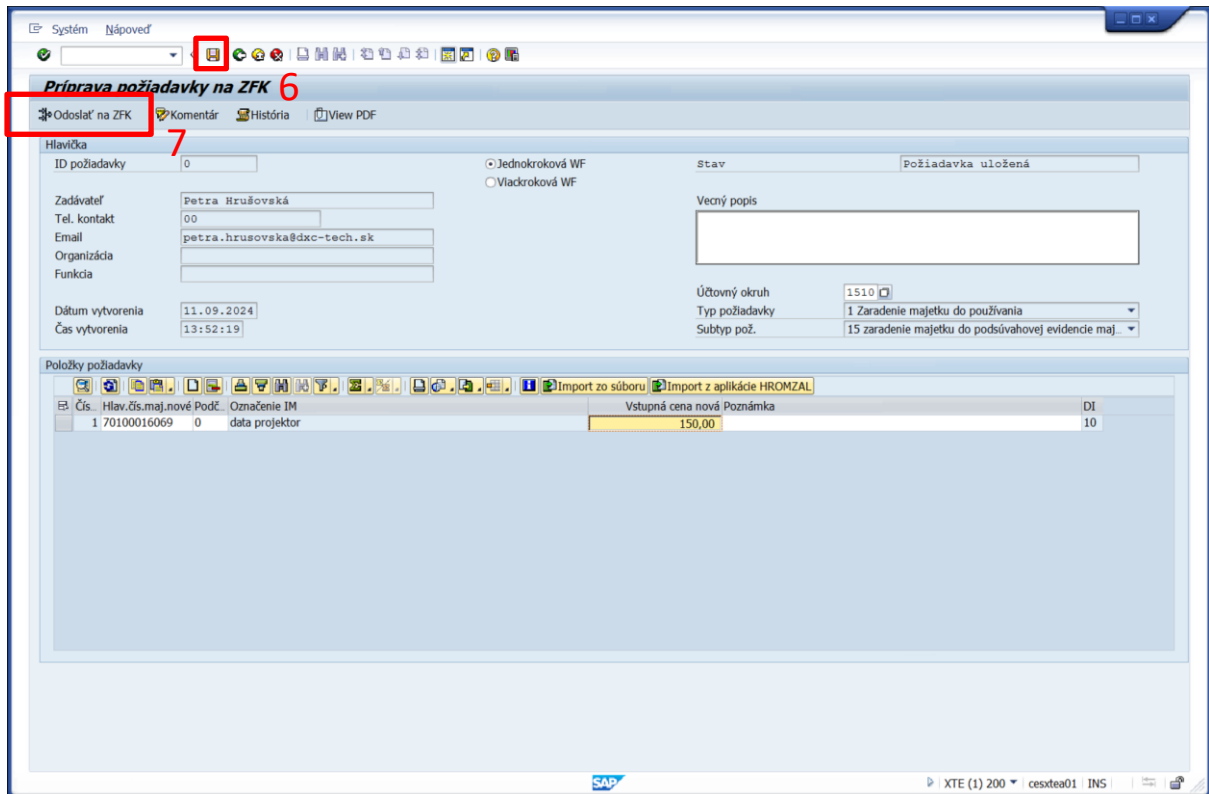 Systém Nápoveď
Príprava požiadavky na ZFK 6
Odoslať na ZFK Komentár História View PDF
7
Hlavička
ID požiadavky 0 Jednokroková WF Stav Požiadavka uložená
Viackroková WF
Zadávateľ Petra Hrušovská Vecný popis
Tel. kontakt 00
Email petra.hrusovska@dxc-tech.sk
Organizácia
Funkcia
Účtovný okruh 1510
Dátum vytvorenia 11.09.2024 Typ požiadavky 1 Zaradenie majetku do používania
Čas vytvorenia 13:52:19 Subtyp pož. 15 zaradenie majetku do podsúvahovej evidencie maj..
Položky požiadavky
Import zo súboru Import z aplikácie HROMZAL
Čís.. Hlav.čís.maj.nové Podč.. Označenie IM Vstupná cena nová Poznámka DI
1 70100016069 0 data projektor 150,00 10
SAP XTE (1) 200 cesxtea01 INS